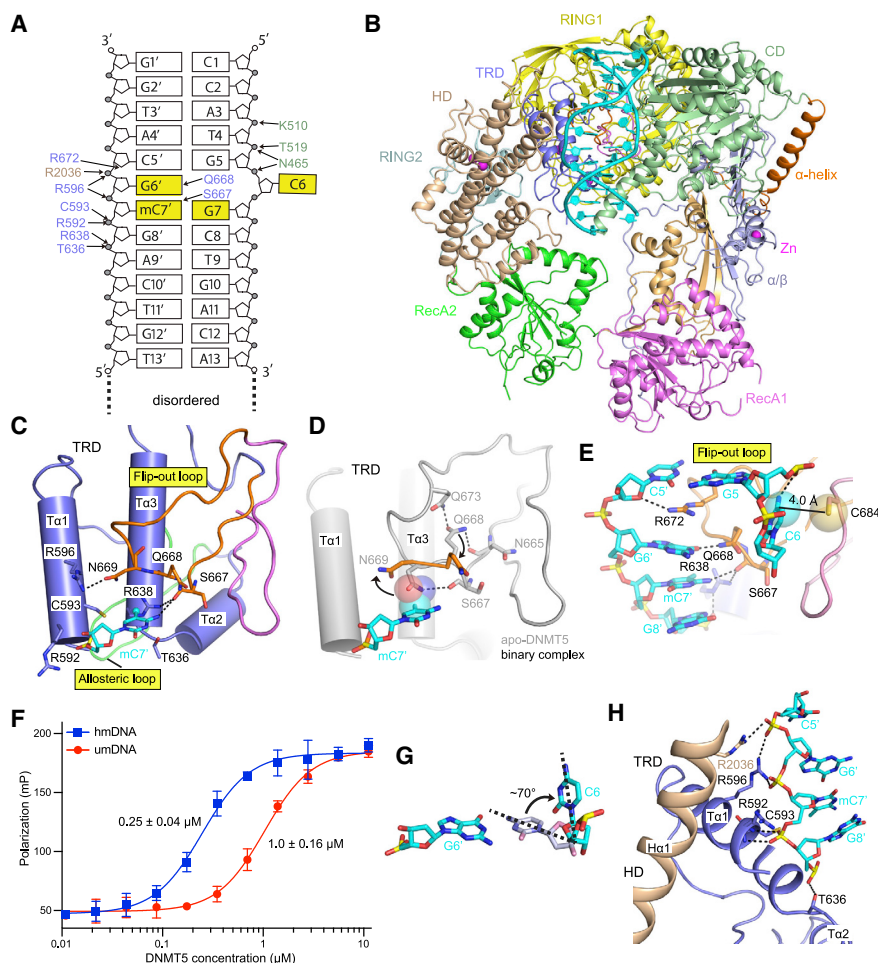 A
3′ 5′
G1′ C1
G2′ C2
T3′ A3
A4′ T4
K510
C5′ G5
T519
R672
N465
R2036
Q668
R596
G6′ C6
S667
C593
mC7′ G7
R592
R638
G8′ C8
T636
A9′ T9
C10′ G10
T11′ A11
G12′ C12
T13′ A13
5′ 3′
disordered
B
RING1
CD
TRD
HD
RING2
α-helix
Zn
α/β
RecA2
RecA1
C
TRD
Flip-out loop
Tα3
Tα1
R596
Q668
N669
S667
R638
C593
Tα2
mC7′
R592
T636
Allosteric loop
D
TRD
Q673
Tα3
Q668
Tα1
N665
N669
S667
mC7′
apo-DNMT5
binary complex
E
Flip-out loop
C5′
G5
4.0 Å
R672
C684
C6
G6′
Q668
R638
mC7′
S667
G8′
F
hmDNA
umDNA
Polarization (mP)
200
150
100
50
0.25 ± 0.04 μM
1.0 ± 0.16 μM
0.01 0.1 1 10
DNMT5 concentration (μM)
G
C6
~70°
G6′
H
C5′
TRD
R2036
G6′
R596
R592
mC7′
Tα1
C593
G8′
Hα1
HD
T636
Tα2